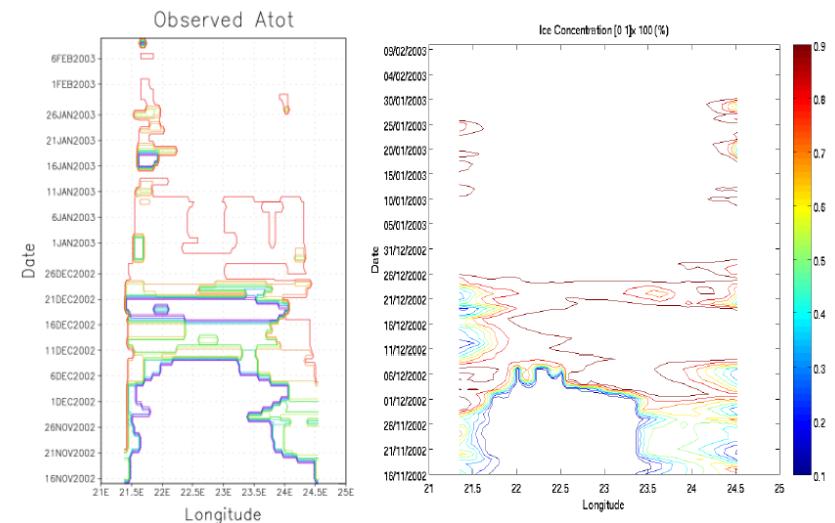 Observed Atot
6FEB2003
1FEB2003
26JAN2003
21JAN2003
16JAN2003
11JAN2003
6JAN2003
1JAN2003
26DEC2002
21DEC2002
16DEC2002
11DEC2002
6DEC2002
1DEC2002
26NOV2002
21NOV2002
16NOV2002
Date
21E 21.5E 22E 22.5E 23E 23.5E 24E 24.5E 25E
Longitude
Ice Concentration [0 1]x 100 (%)
09/02/2003
04/02/2003
30/01/2003
25/01/2003
20/01/2003
15/01/2003
10/01/2003
05/01/2003
31/12/2002
26/12/2002
21/12/2002
16/12/2002
11/12/2002
06/12/2002
01/12/2002
26/11/2002
21/11/2002
16/11/2002
Date
21 21.5 22 22.5 23 23.5 24 24.5 25
Longitude
0.9
0.8
0.7
0.6
0.5
0.4
0.3
0.2
0.1